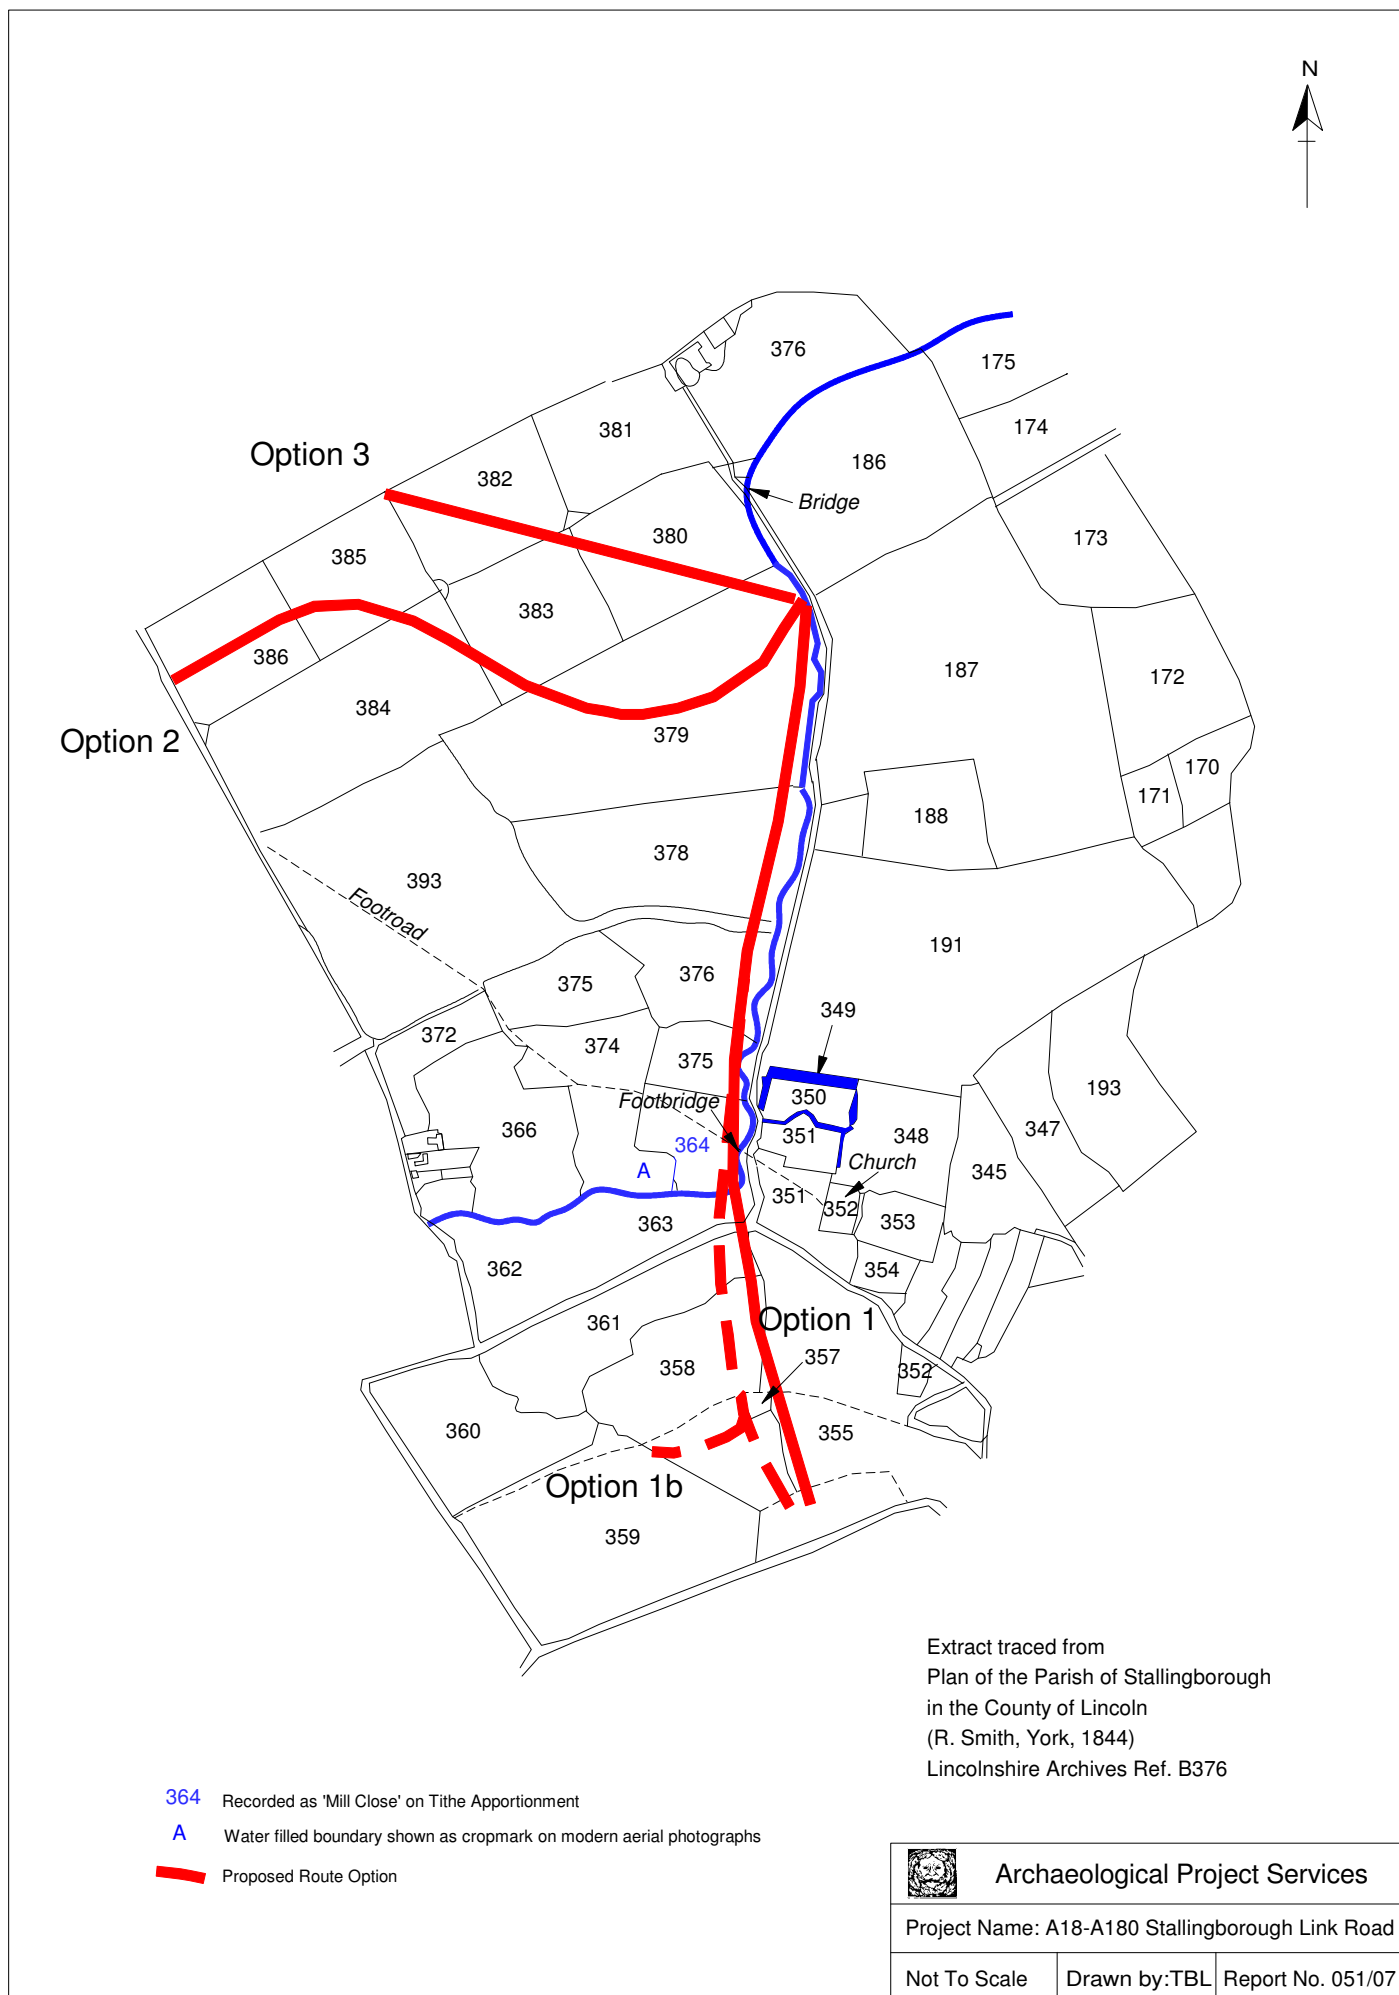 N
376
175
174
381
Option 3
382
186
Bridge
380
173
385
383
386
187
172
384
Option 2
379
170
171
188
378
393
Footroad
191
376
375
349
372
374
375
193
350
Footbridge
366
364
351
348
347
Church
A
345
351
352
353
363
362
354
361
Option 1
357
358
352
360
355
Option 1b
359
Extract traced from
Plan of the Parish of Stallingborough
in the County of Lincoln
(R. Smith, York, 1844)
Lincolnshire Archives Ref. B376
364 Recorded as 'Mill Close' on Tithe Apportionment
A Water filled boundary shown as cropmark on modern aerial photographs
Proposed Route Option
Archaeological Project Services
Project Name: A18-A180 Stallingborough Link Road
Not To Scale Drawn by:TBL Report No. 051/07